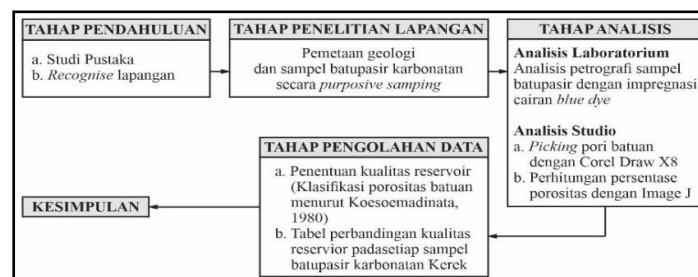 TAHAP PENDAHULUAN
a. Studi Pustaka
b. Recognise lapangan
TAHAP PENELITIAN LAPANGAN
Pemetaan geologi
dan sampel batupasir karbonatan
secara purposive samping
TAHAP ANALISIS
Analisis Laboratorium
Analisis petrografi sampel
batupasir dengan impregnasi
cairan blue dye
Analisis Studio
a. Picking pori batuan
dengan Corel Draw X8
b. Perhitungan persentase
porositas dengan Image J
TAHAP PENGOLAHAN DATA
a. Penentuan kualitas reservoir
(Klasifikasi porositas batuan
menurut Koesoemadinata,
1980)
b. Tabel perbandingan kualitas
reservior padasetiap sampel
batupasir karbonatan Kerek
KESIMPULAN